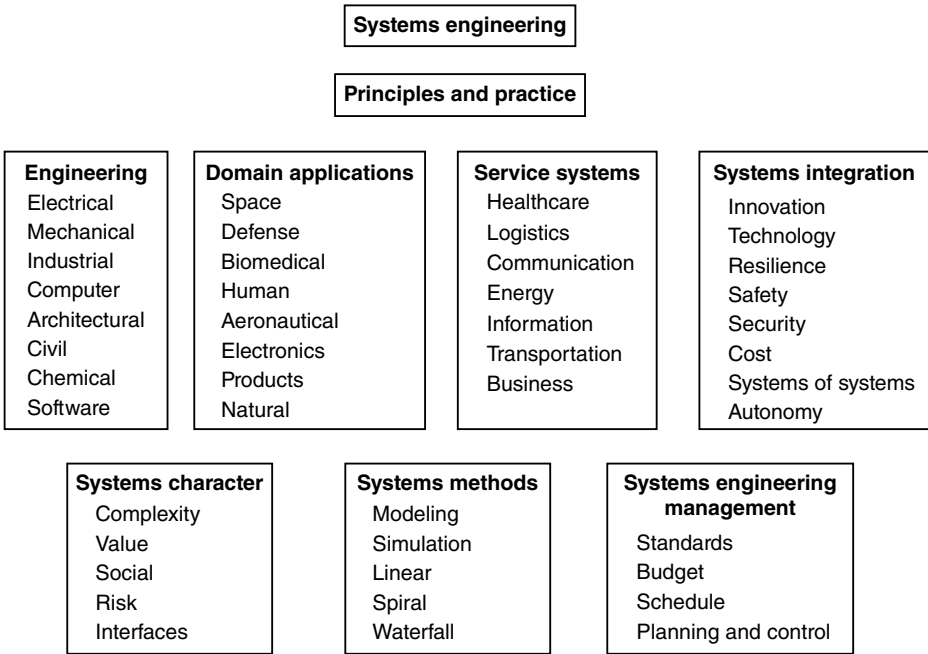 Systems engineering
Principles and practice
Engineering
Electrical
Mechanical
Industrial
Computer
Architectural
Civil
Chemical
Software
Domain applications
Space
Defense
Biomedical
Human
Aeronautical
Electronics
Products
Natural
Service systems
Healthcare
Logistics
Communication
Energy
Information
Transportation
Business
Systems integration
Innovation
Technology
Resilience
Safety
Security
Cost
Systems of systems
Autonomy
Systems character
Complexity
Value
Social
Risk
Interfaces
Systems methods
Modeling
Simulation
Linear
Spiral
Waterfall
Systems engineering
management
Standards
Budget
Schedule
Planning and control